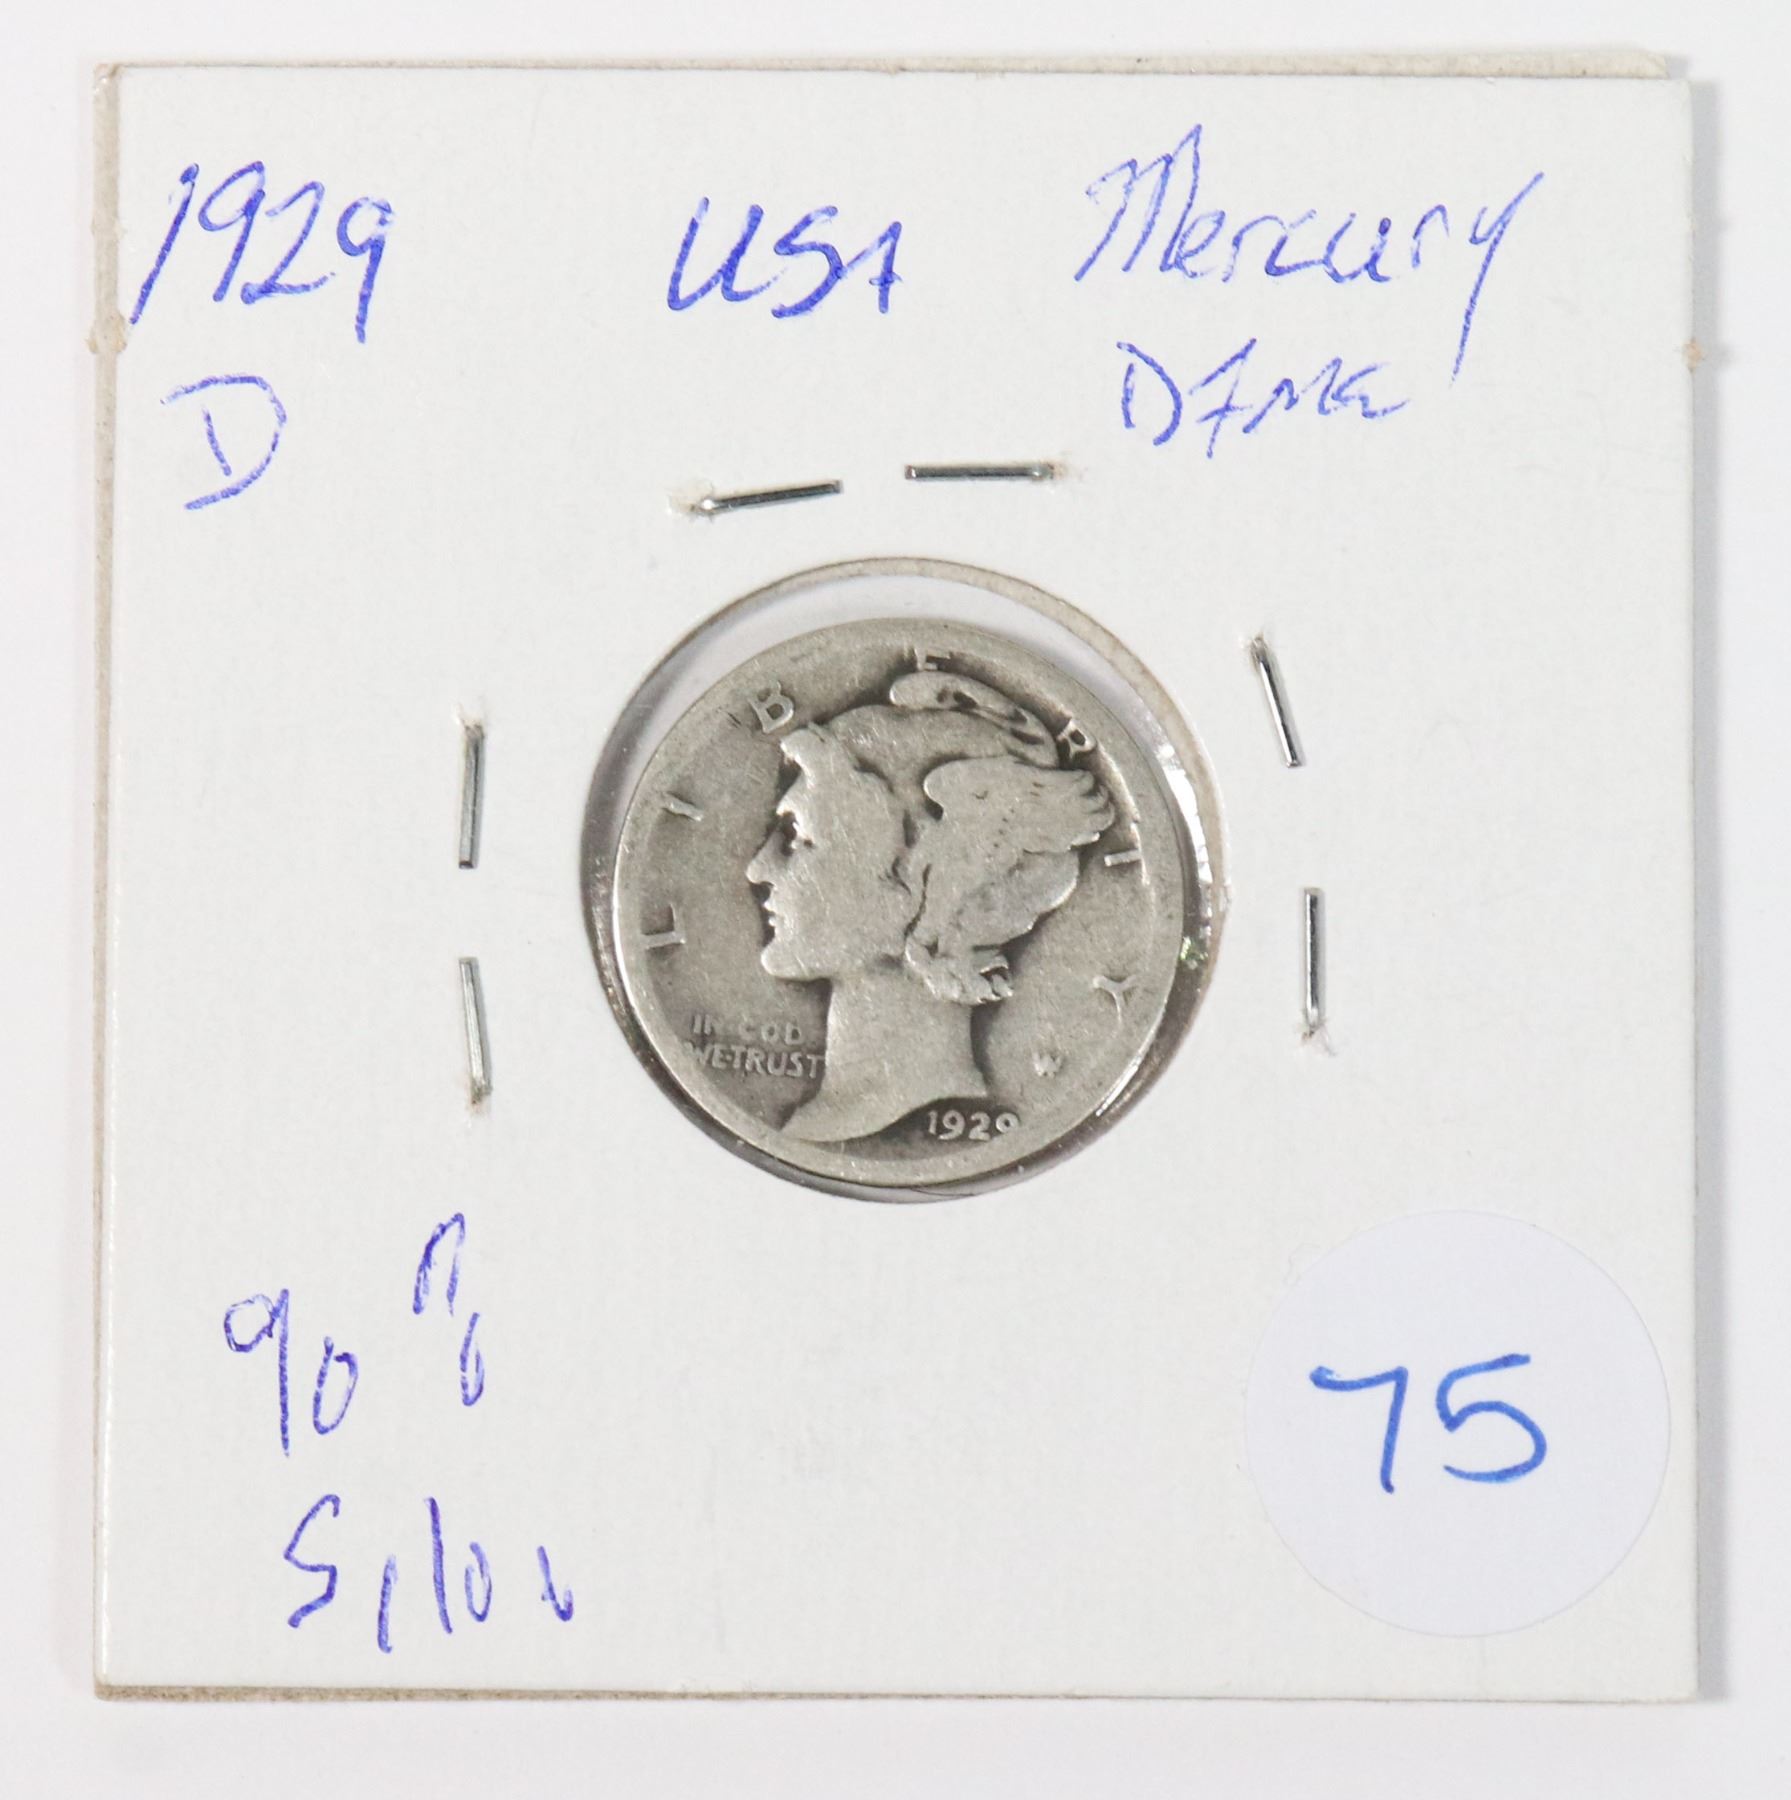 1929 USA Mercury
D Dime
LIBERTY
IN GOD
WE TRUST
W
1929
90 %
Silver
75